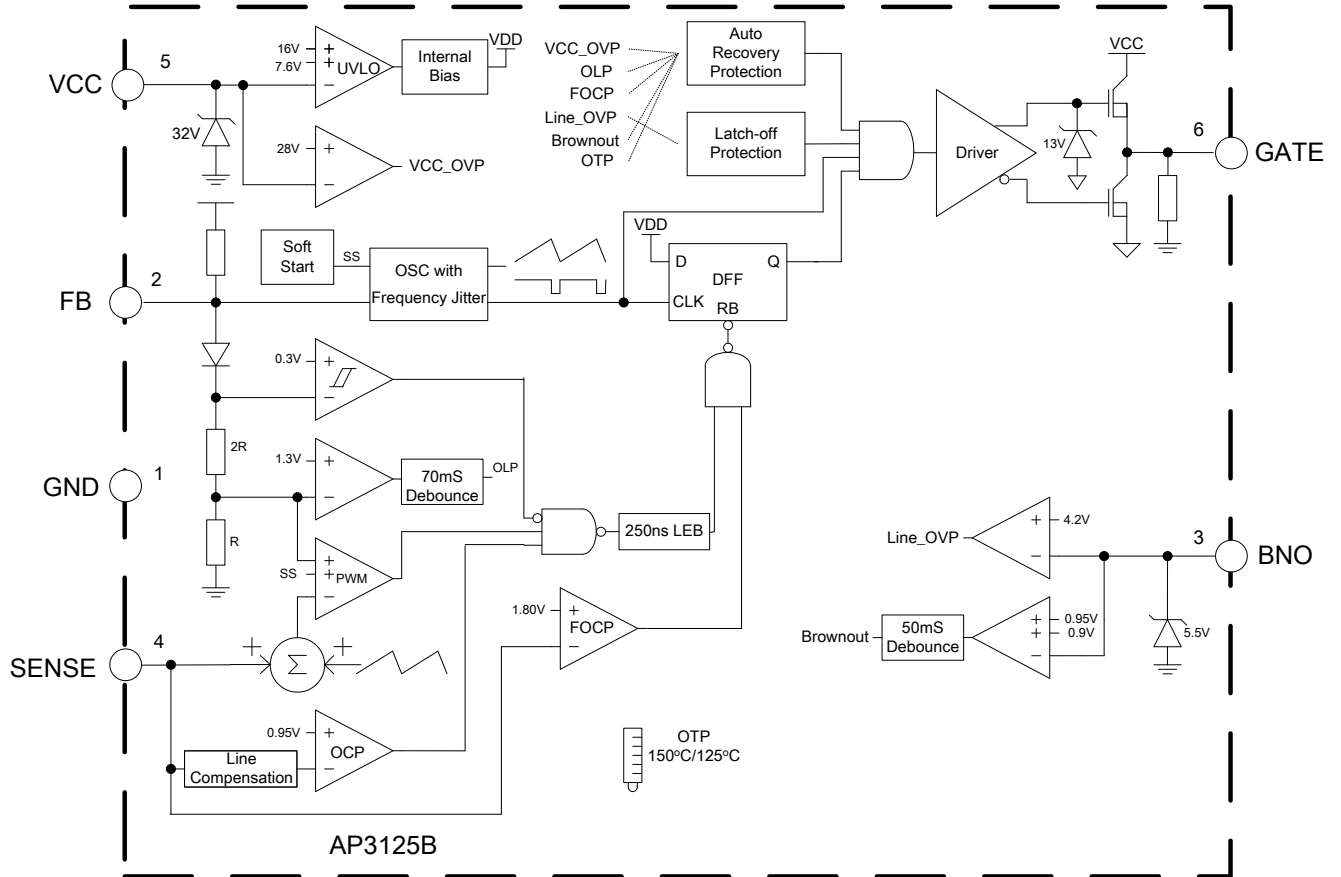 VCC
5
16V
7.6V
+
+
−
UVLO
Internal
Bias
VDD
32V
28V
+
−
VCC_OVP
VCC_OVP
OLP
FOCP
Line_OVP
Brownout
OTP
Auto
Recovery
Protection
Latch-off
Protection
Driver
VCC
13V
6
GATE
FB
2
Soft
Start
SS
OSC with
Frequency Jitter
VDD
D
Q
DFF
CLK
RB
0.3V
+
−
2R
1.3V
+
−
70mS
Debounce
OLP
GND
1
R
SS
+
+
−
PWM
250ns LEB
SENSE
4
+
+
Σ
1.80V
+
−
FOCP
0.95V
+
−
OCP
Line
Compensation
OTP
150ºC/125ºC
Line_OVP
+
−
4.2V
3
BNO
Brownout
50mS
Debounce
+
+
−
0.95V
0.9V
5.5V
AP3125B